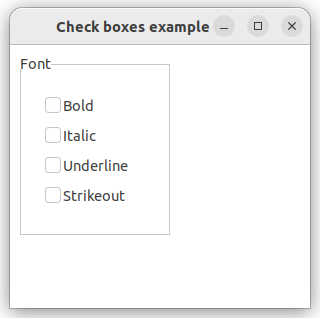 Check boxes example
Font
Bold
Italic
Underline
Strikeout